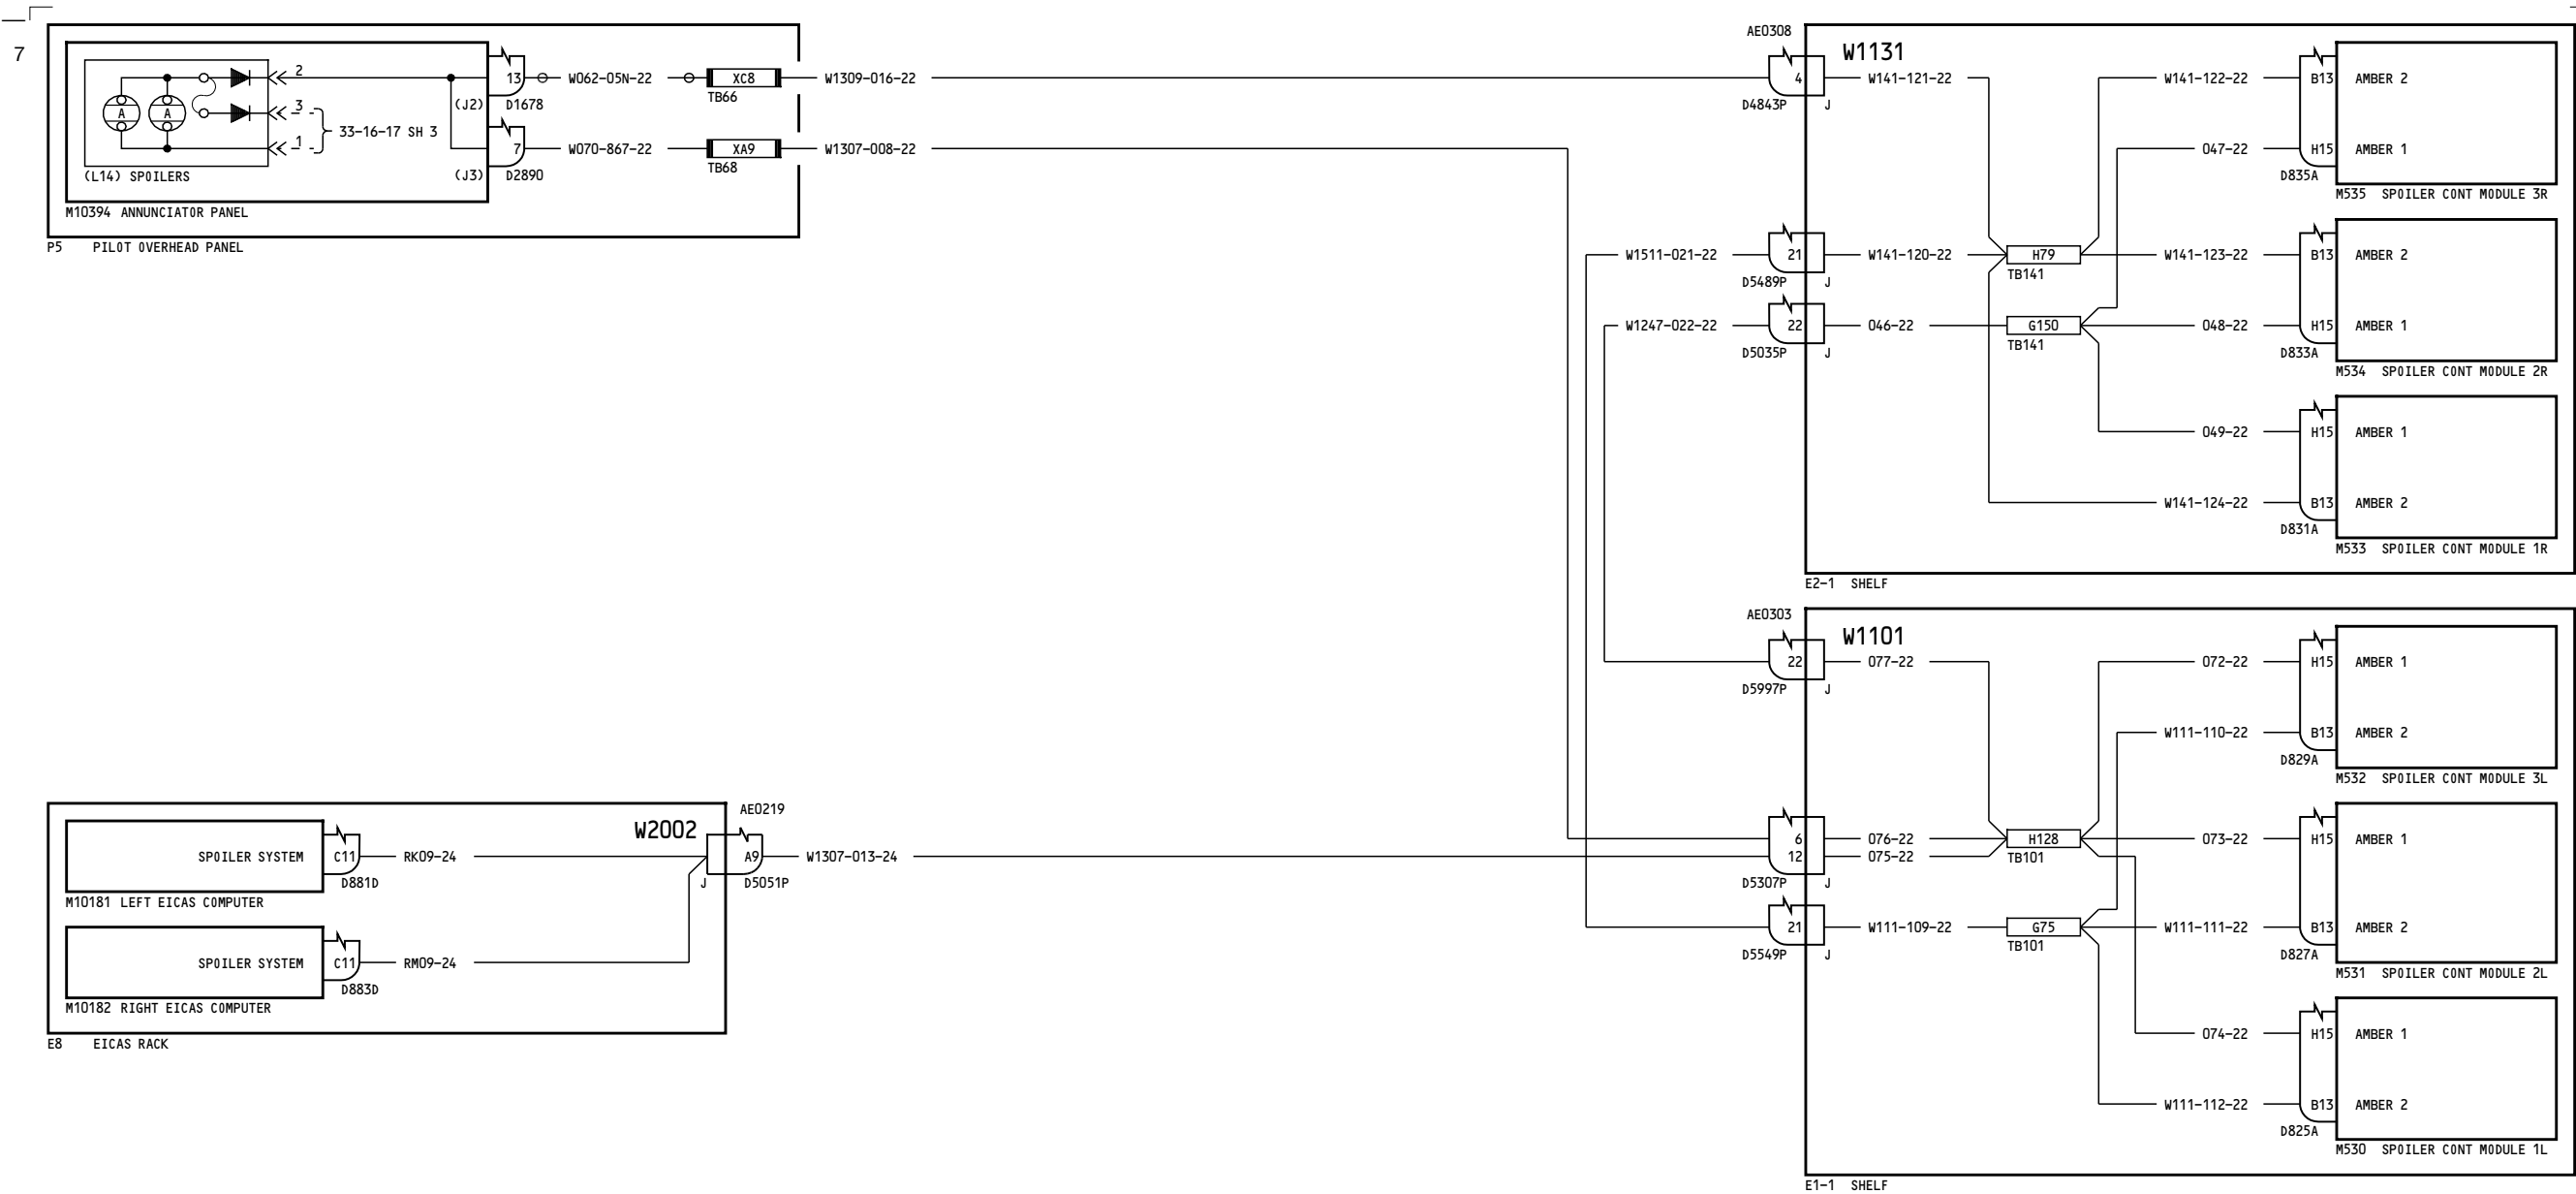 7
2
3
1
A A
33-16-17 SH 3
(L14) SPOILERS
M10394 ANNUNCIATOR PANEL
P5 PILOT OVERHEAD PANEL
(J2)
13
D1678
W062-05N-22
XC8
TB66
W1309-016-22
(J3)
7
D2890
W070-867-22
XA9
TB68
W1307-008-22
AE0308
W1131
4
D4843P J
W141-121-22
W1511-021-22
21
D5489P J
W141-120-22
H79
TB141
W1247-022-22
22
D5035P J
046-22
G150
TB141
W141-122-22
B13 AMBER 2
047-22
H15 AMBER 1
D835A
M535 SPOILER CONT MODULE 3R
W141-123-22
B13 AMBER 2
048-22
H15 AMBER 1
D833A
M534 SPOILER CONT MODULE 2R
049-22
H15 AMBER 1
W141-124-22
B13 AMBER 2
D831A
M533 SPOILER CONT MODULE 1R
E2-1 SHELF
SPOILER SYSTEM
C11
D881D
RK09-24
M10181 LEFT EICAS COMPUTER
SPOILER SYSTEM
C11
D883D
RM09-24
M10182 RIGHT EICAS COMPUTER
E8 EICAS RACK
W2002
AE0219
J
A9
D5051P
W1307-013-24
AE0303
W1101
22
D5997P J
077-22
6
12
D5307P J
076-22
075-22
H128
TB101
21
D5549P J
W111-109-22
G75
TB101
072-22
H15 AMBER 1
W111-110-22
B13 AMBER 2
D829A
M532 SPOILER CONT MODULE 3L
073-22
H15 AMBER 1
W111-111-22
B13 AMBER 2
D827A
M531 SPOILER CONT MODULE 2L
074-22
H15 AMBER 1
W111-112-22
B13 AMBER 2
D825A
M530 SPOILER CONT MODULE 1L
E1-1 SHELF